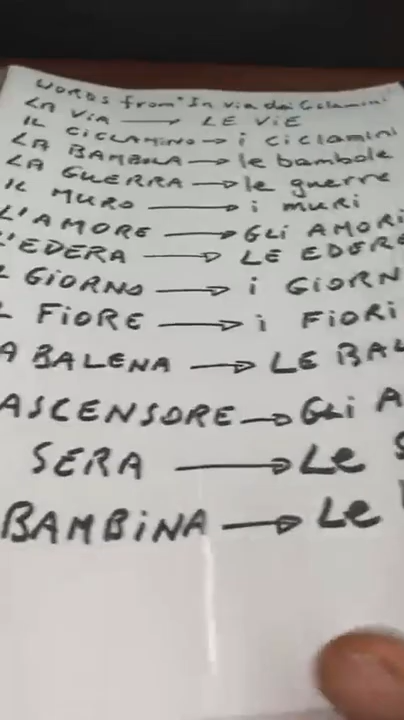 WORDS from "In via dei Ciclamini"
LA VIA → LE VIE
IL CICLAMINO → i ciclamini
LA BAMBOLA → le bambole
LA GUERRA → le guerre
IL MURO → i MURI
L'AMORE → GLI AMORI
L'EDERA → LE EDERE
L GIORNO → i GIORN
L FIORE → i FIORI
A BALENA → LE BAL
ASCENSORE → GLi A
SERA → Le S
BAMBINA → Le